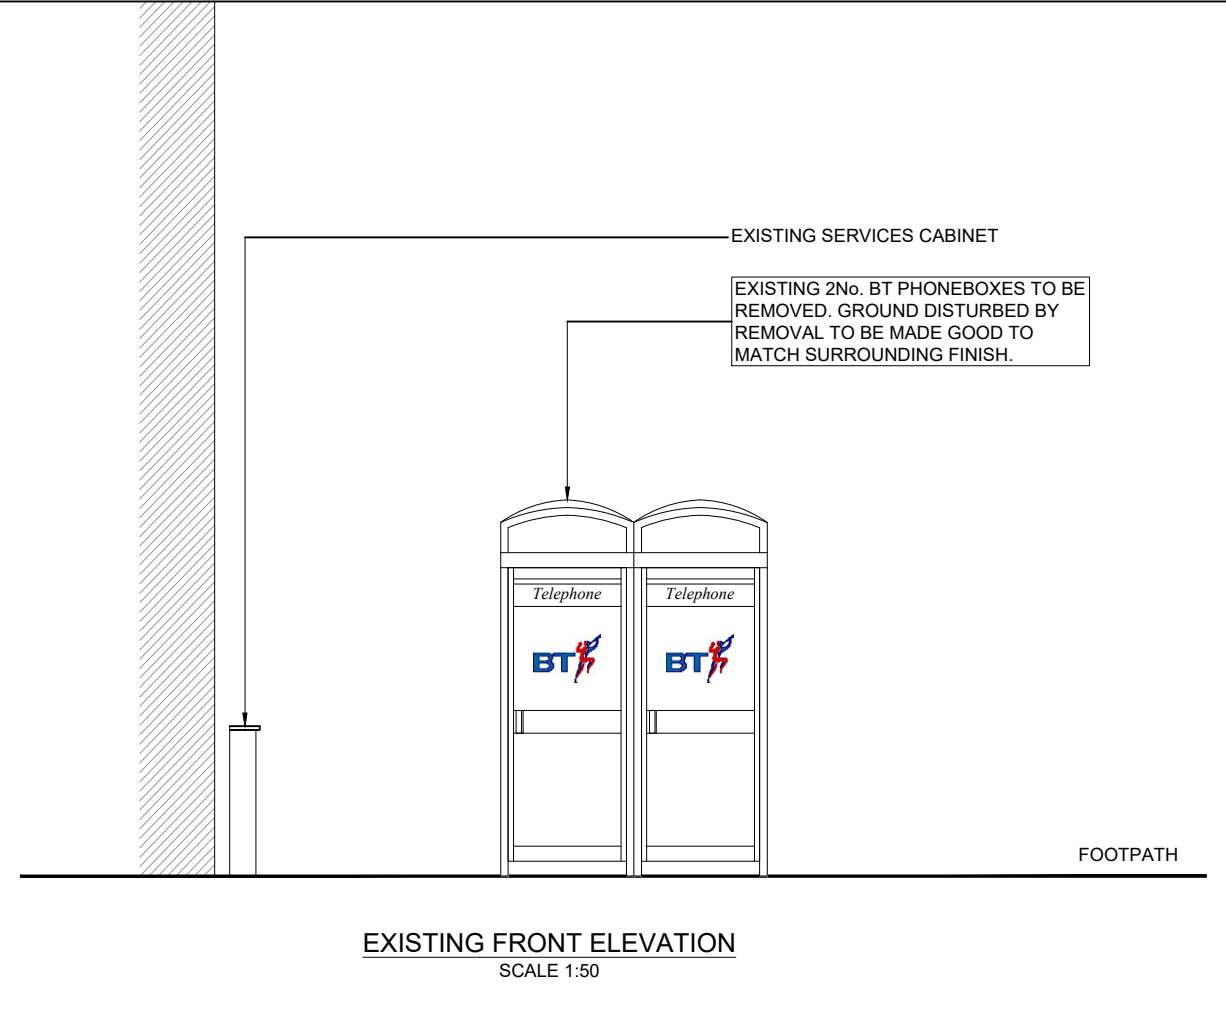 EXISTING SERVICES CABINET
EXISTING 2No. BT PHONEBOXES TO BE
REMOVED. GROUND DISTURBED BY
REMOVAL TO BE MADE GOOD TO
MATCH SURROUNDING FINISH.
Telephone
Telephone
BT
BT
FOOTPATH
EXISTING FRONT ELEVATION
SCALE 1:50